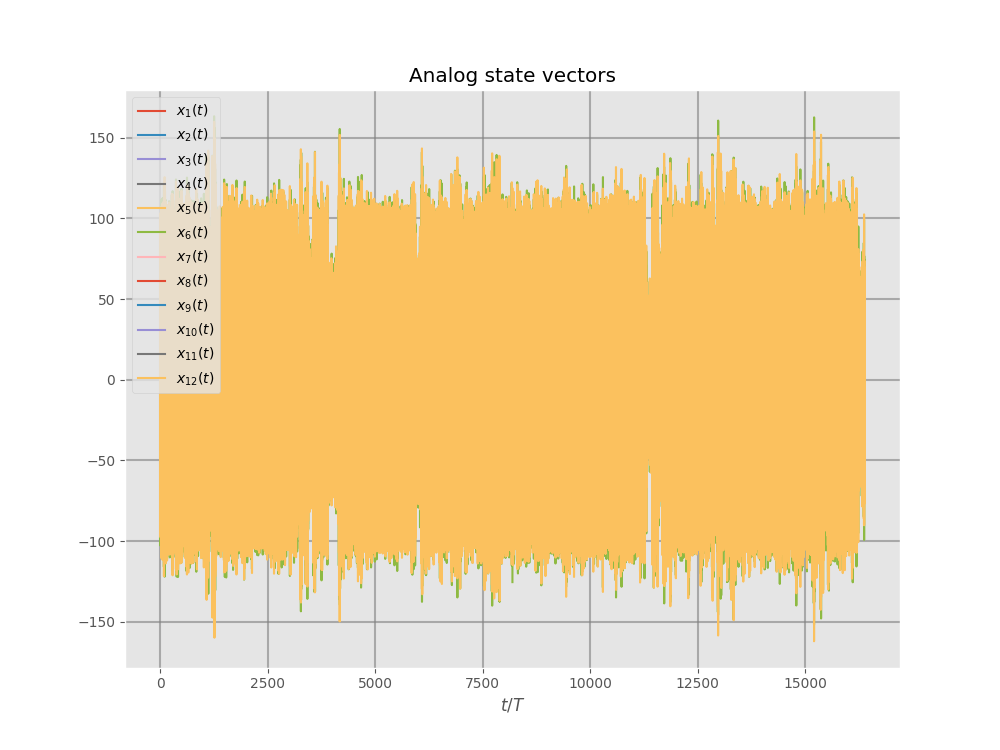 Analog state vectors
x₁(t)
x₂(t)
x₃(t)
x₄(t)
x₅(t)
x₆(t)
x₇(t)
x₈(t)
x₉(t)
x₁₀(t)
x₁₁(t)
x₁₂(t)
150
100
50
0
−50
−100
−150
0 2500 5000 7500 10000 12500 15000
t/T